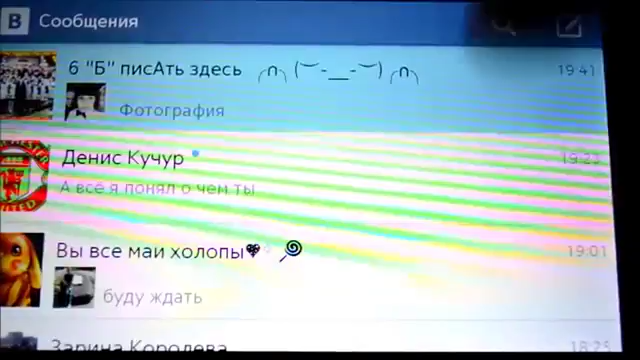 В Сообщения
6 "Б" писАть здесь ╭∩╮(︶-__-︶)╭∩╮ 19:41
Фотография
Денис Кучур 19:23
А всё я понял о чем ты
Вы все маи холопы♥ 🍭 19:01
буду ждать
Зарина Королева 18:25